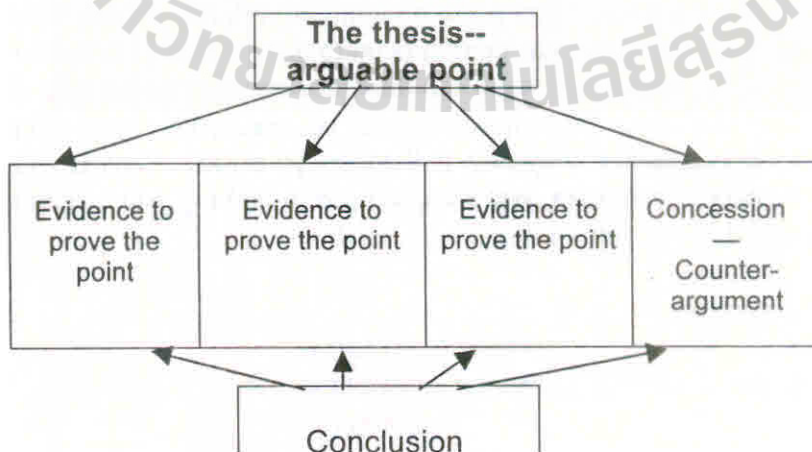 The thesis--
arguable point
Evidence to
prove the
point
Evidence to
prove the point
Evidence to
prove the point
Concession
—
Counter-
argument
Conclusion